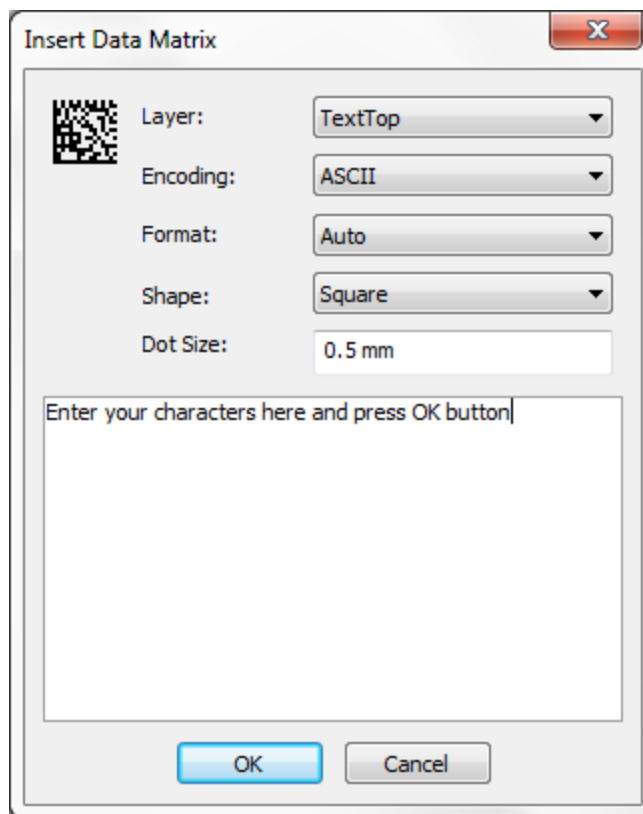 Insert Data Matrix
Layer: TextTop
Encoding: ASCII
Format: Auto
Shape: Square
Dot Size: 0.5 mm
Enter your characters here and press OK button
OK Cancel